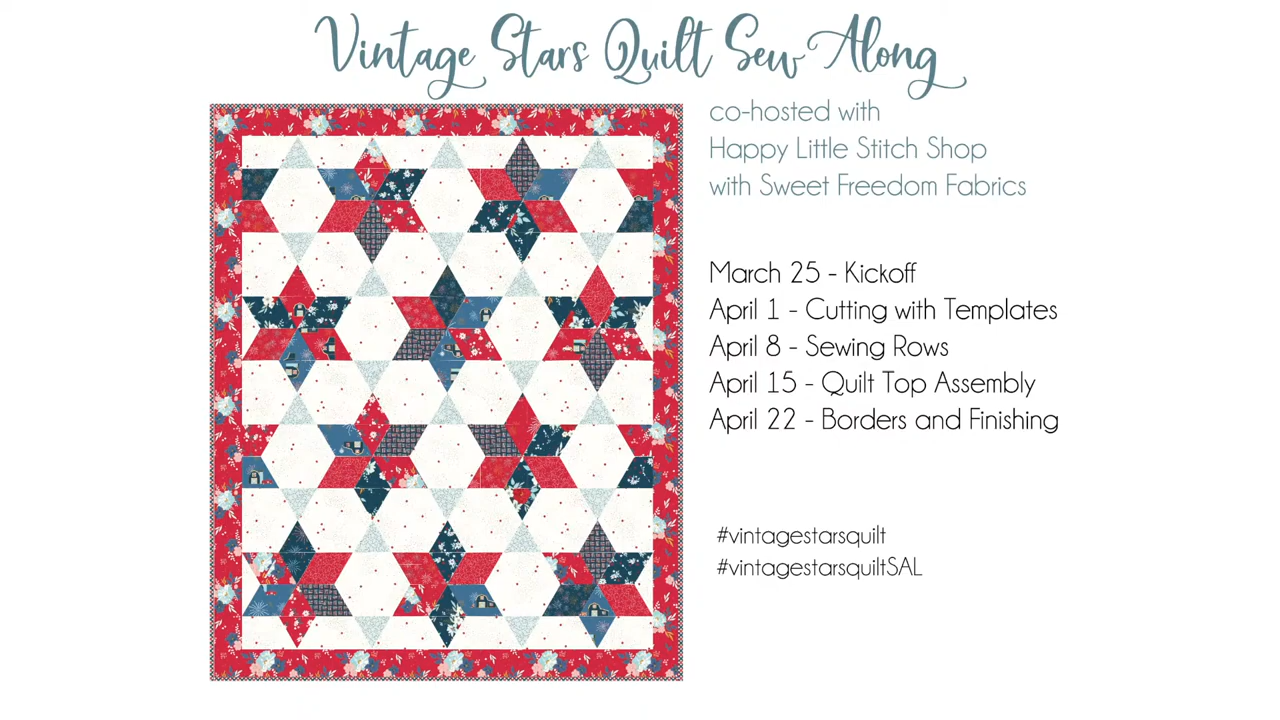 Vintage Stars Quilt Sew Along
co-hosted with
Happy Little Stitch Shop
with Sweet Freedom Fabrics
March 25 - Kickoff
April 1 - Cutting with Templates
April 8 - Sewing Rows
April 15 - Quilt Top Assembly
April 22 - Borders and Finishing
#vintagestarsquilt
#vintagestarsquiltSAL